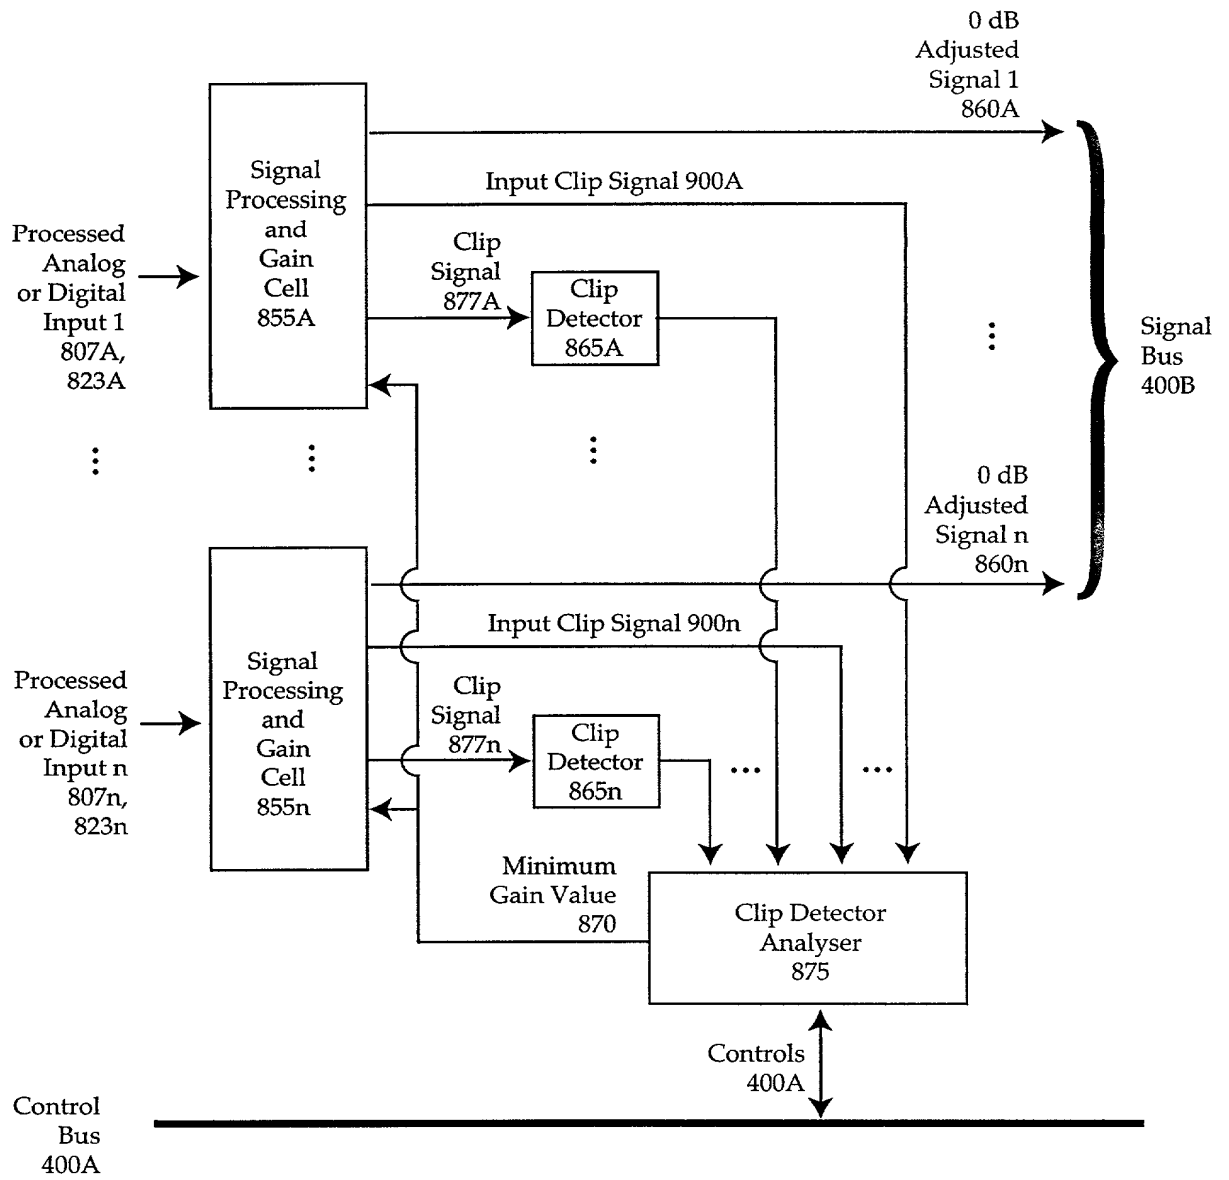 0 dB
Adjusted
Signal 1
860A
Signal
Processing
and
Gain
Cell
855A
Input Clip Signal 900A
Processed
Analog
or Digital
Input 1
807A,
823A
Clip
Signal
877A
Clip
Detector
865A
Signal
Bus
400B
0 dB
Adjusted
Signal n
860n
Signal
Processing
and
Gain
Cell
855n
Input Clip Signal 900n
Processed
Analog
or Digital
Input n
807n,
823n
Clip
Signal
877n
Clip
Detector
865n
Minimum
Gain Value
870
Clip Detector
Analyser
875
Controls
400A
Control
Bus
400A